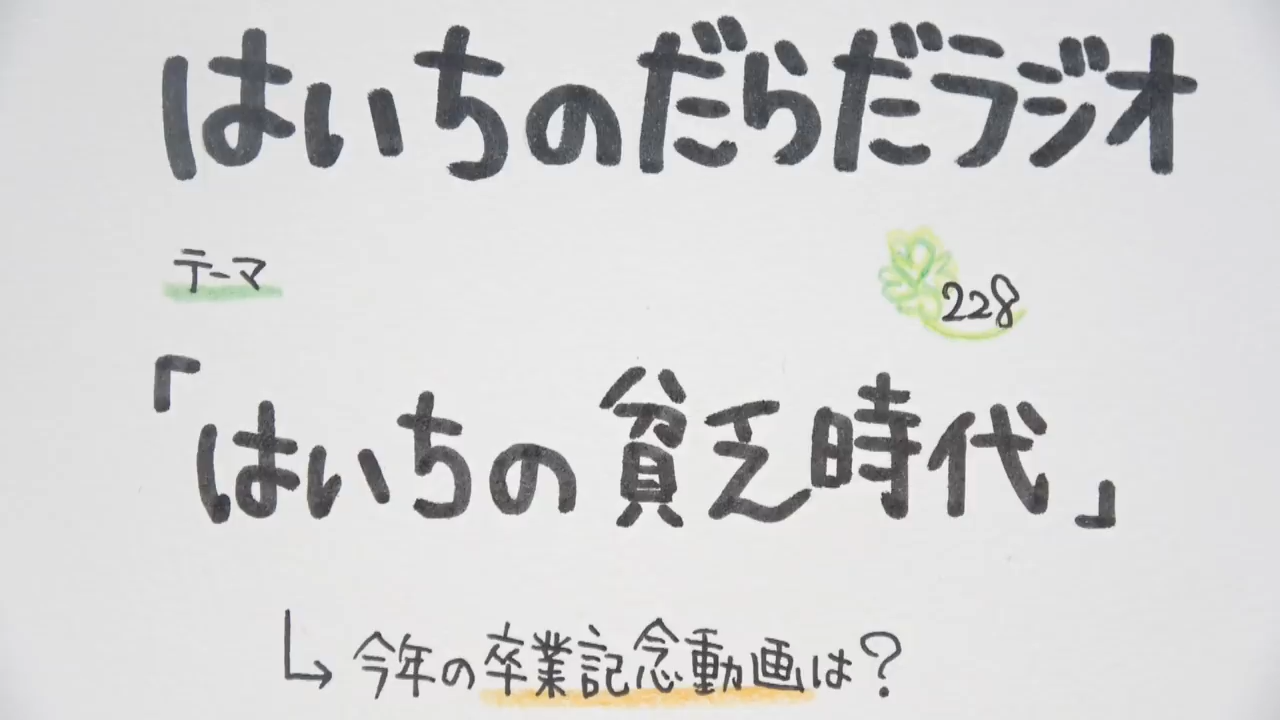 はいちのだらだラジオ
テーマ
228
「はいちの貧乏時代」
今年の卒業記念動画は?